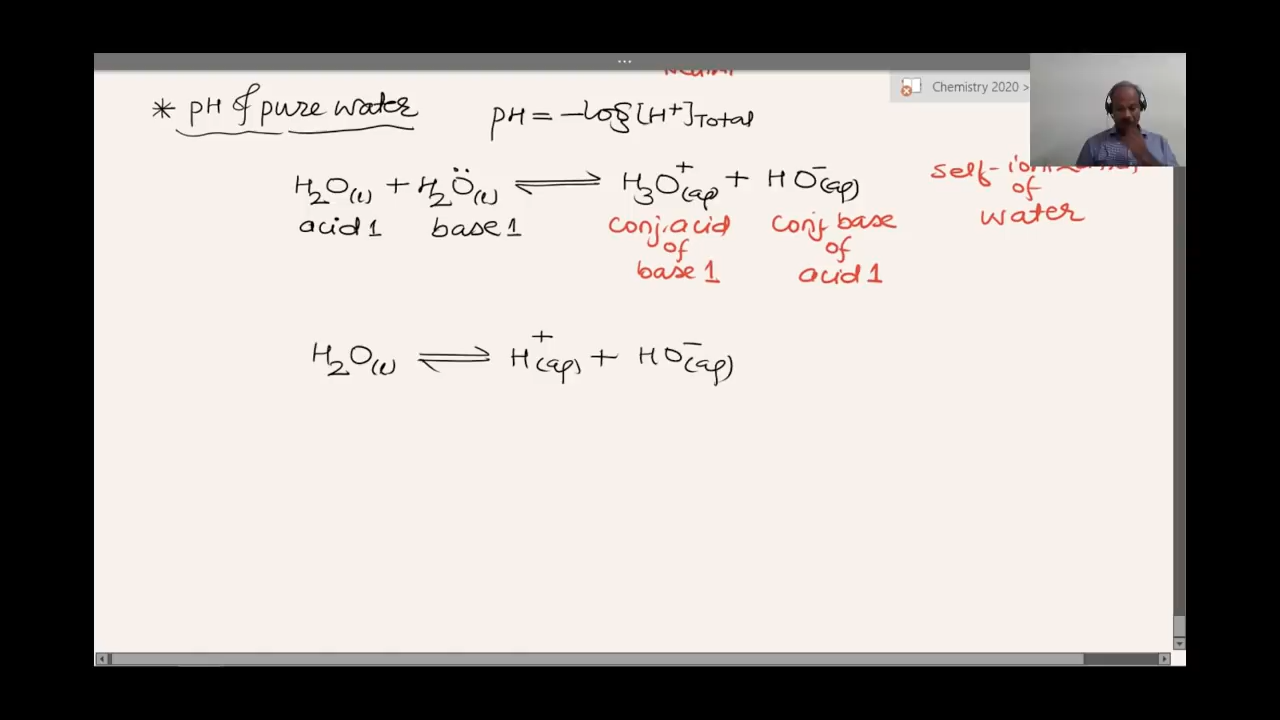 Chemistry 2020 >
* pH of pure water pH = -log[H⁺]Total
H₂O(l) + H₂Ö(l) ⇌ H₃O⁺(aq) + HO⁻(aq) self-
acid 1 base 1 conj. acid of base 1 conj base of acid 1 of water
H₂O(l) ⇌ H⁺(aq) + HO⁻(aq)